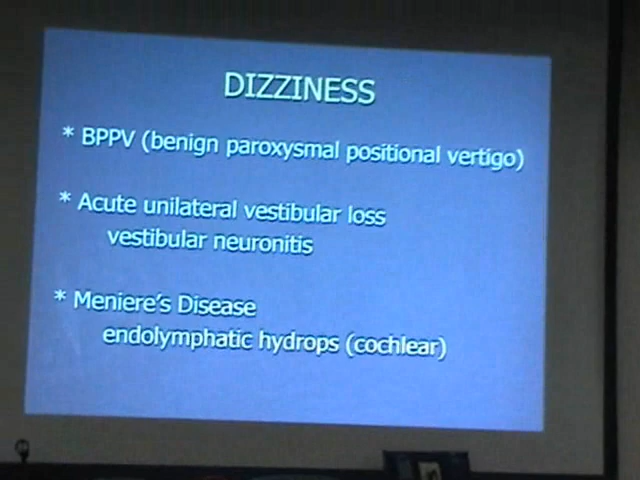 DIZZINESS
* BPPV (benign paroxysmal positional vertigo)
* Acute unilateral vestibular loss
vestibular neuronitis
* Meniere's Disease
endolymphatic hydrops (cochlear)